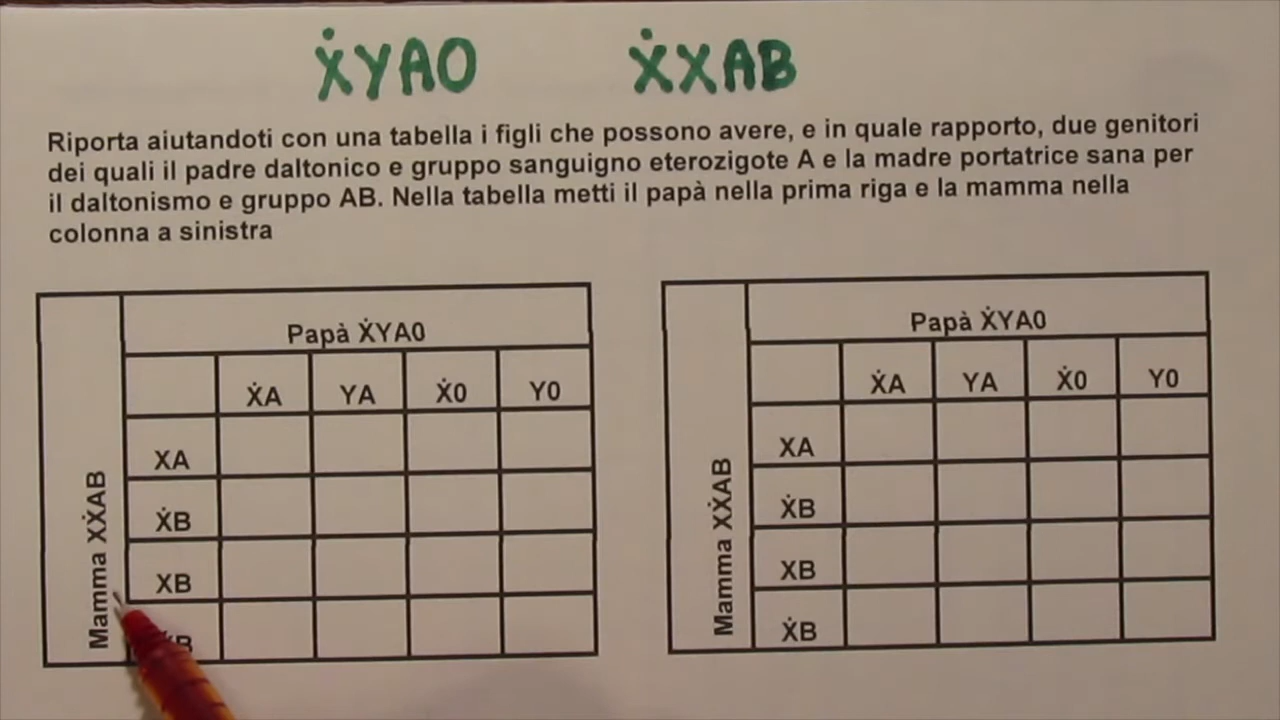 ẊYAO ẊXAB
Riporta aiutandoti con una tabella i figli che possono avere, e in quale rapporto, due genitori
dei quali il padre daltonico e gruppo sanguigno eterozigote A e la madre portatrice sana per
il daltonismo e gruppo AB. Nella tabella metti il papà nella prima riga e la mamma nella
colonna a sinistra
Papà ẊYA0
ẊA YA Ẋ0 Y0
Mamma XẊAB
XA
ẊB
XB
Papà ẊYA0
ẊA YA Ẋ0 Y0
Mamma XẊAB
XA
ẊB
XB
ẊB